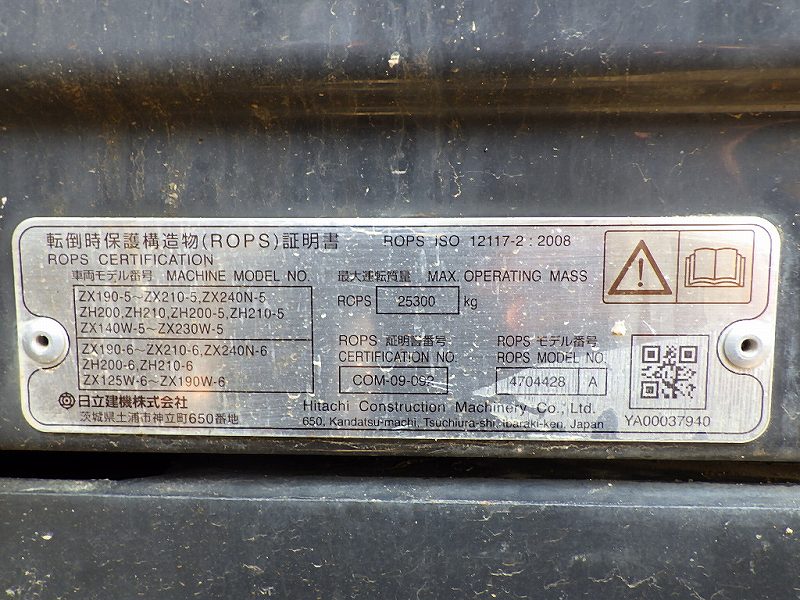 転倒時保護構造物(ROPS)証明書 ROPS ISO 12117-2 : 2008
ROPS CERTIFICATION
車両モデル番号 MACHINE MODEL NO. 最大運転質量 MAX. OPERATING MASS
ZX190-5～ZX210-5,ZX240N-5
ZH200,ZH210,ZH200-5,ZH210-5
ZX140W-5～ZX230W-5
ROPS 25300 kg
ZX190-6～ZX210-6,ZX240N-6
ZH200-6,ZH210-6
ZX125W-6～ZX190W-6
ROPS 証明書番号
CERTIFICATION NO.
COM-09-092
ROPS モデル番号
ROPS MODEL NO.
4704428 A
日立建機株式会社
茨城県土浦市神立町650番地
Hitachi Construction Machinery Co., Ltd.
650, Kandatsu-machi, Tsuchiura-shi, Ibaraki-ken, Japan
YA00037940